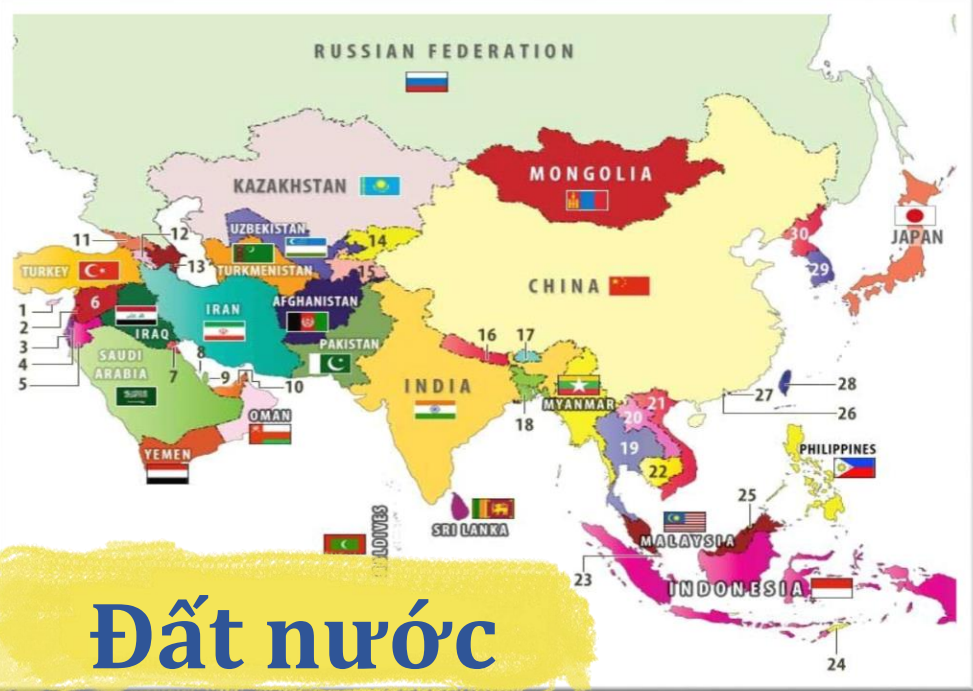 RUSSIAN FEDERATION
KAZAKHSTAN
MONGOLIA
UZBEKISTAN
TURKMENISTAN
14
15
11
12
13
TURKEY
CHINA
JAPAN
30
29
AFGHANISTAN
IRAN
IRAQ
PAKISTAN
1
2
3
4
5
6
SAUDI
ARABIA
7
8
9
10
OMAN
YEMEN
INDIA
16
17
18
MYANMAR
21
20
19
22
27
28
26
PHILIPPINES
SRI LANKA
MALAYSIA
25
23
INDONESIA
24
Đất nước